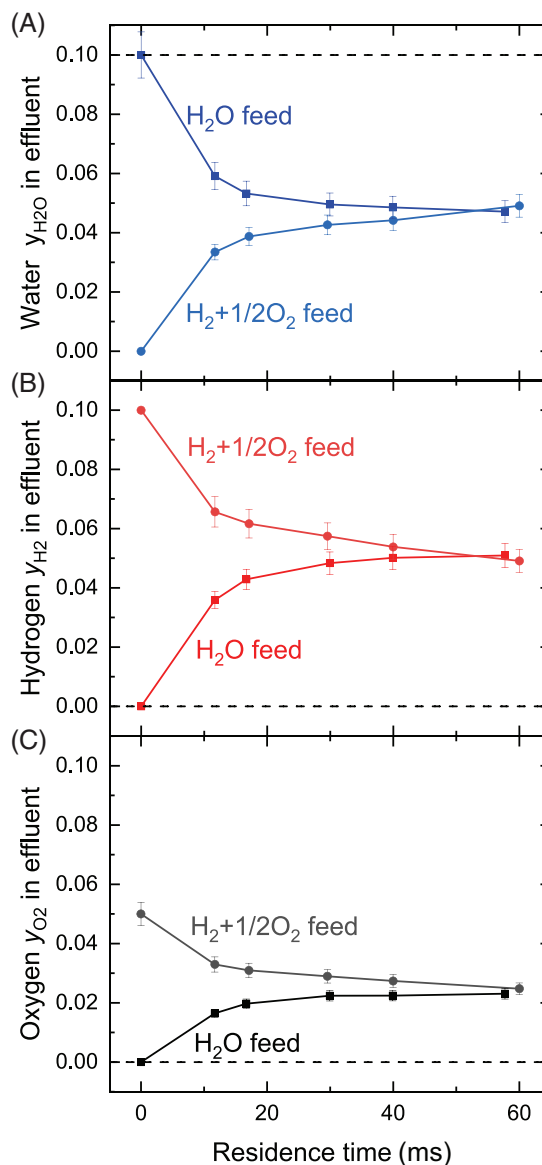 (A)
0.10
0.08
0.06
0.04
0.02
0.00
Water y_H2O in effluent
H₂O feed
H₂+1/2O₂ feed
(B)
0.10
0.08
0.06
0.04
0.02
0.00
Hydrogen y_H2 in effluent
H₂+1/2O₂ feed
H₂O feed
(C)
0.10
0.08
0.06
0.04
0.02
0.00
Oxygen y_O2 in effluent
H₂+1/2O₂ feed
H₂O feed
0 20 40 60
Residence time (ms)